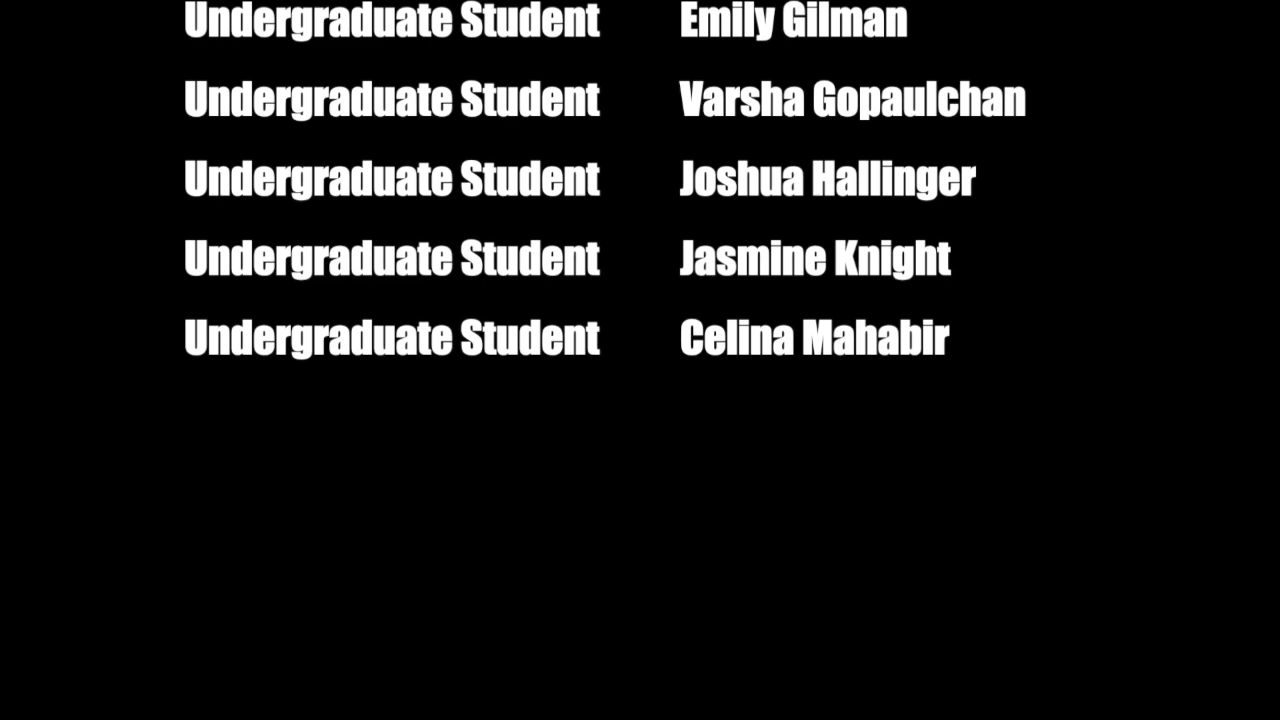 Undergraduate Student Emily Gilman
Undergraduate Student Varsha Gopaulchan
Undergraduate Student Joshua Hallinger
Undergraduate Student Jasmine Knight
Undergraduate Student Celina Mahabir